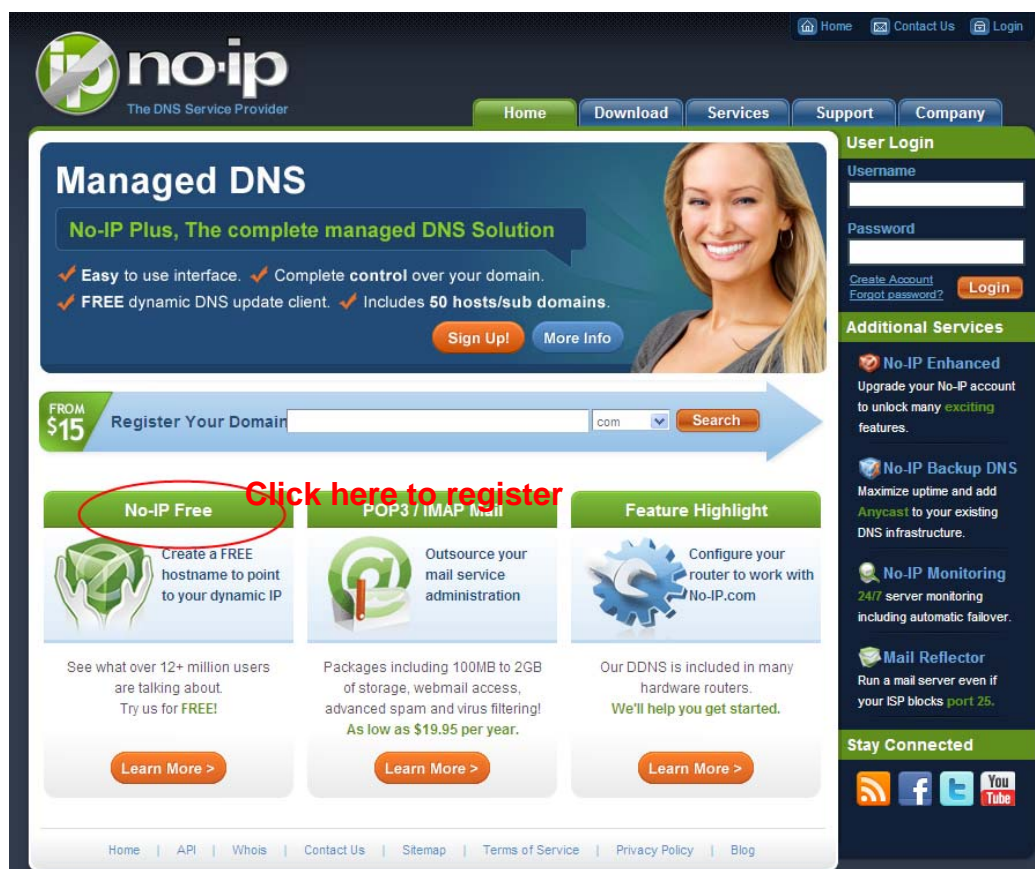 Home Contact Us Login
no·ip
The DNS Service Provider
Home Download Services Support Company
Managed DNS
No-IP Plus, The complete managed DNS Solution
Easy to use interface. Complete control over your domain.
FREE dynamic DNS update client. Includes 50 hosts/sub domains.
Sign Up! More Info
User Login
Username
Password
Create Account
Forgot password?
Login
FROM
$15
Register Your Domain
com
Search
Click here to register
No-IP Free
Create a FREE
hostname to point
to your dynamic IP
See what over 12+ million users
are talking about.
Try us for FREE!
Learn More >
POP3 / IMAP Mail
Outsource your
mail service
administration
Packages including 100MB to 2GB
of storage, webmail access,
advanced spam and virus filtering!
As low as $19.95 per year.
Learn More >
Feature Highlight
Configure your
router to work with
No-IP.com
Our DDNS is included in many
hardware routers.
We'll help you get started.
Learn More >
Additional Services
No-IP Enhanced
Upgrade your No-IP account
to unlock many exciting
features.
No-IP Backup DNS
Maximize uptime and add
Anycast to your existing
DNS infrastructure.
No-IP Monitoring
24/7 server monitoring
including automatic failover.
Mail Reflector
Run a mail server even if
your ISP blocks port 25.
Stay Connected
You
Tube
Home | API | Whois | Contact Us | Sitemap | Terms of Service | Privacy Policy | Blog